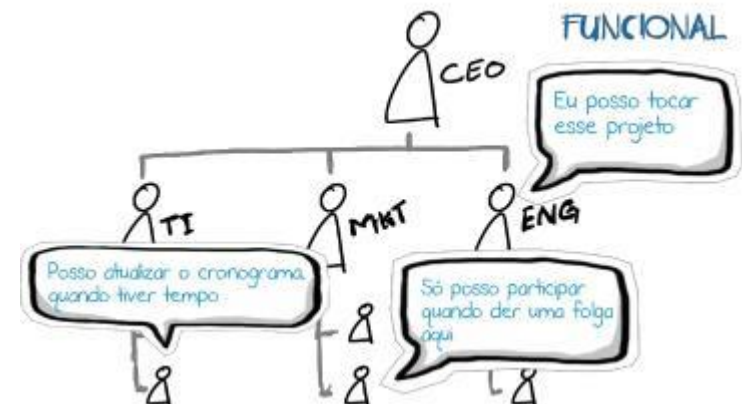 FUNCIONAL
CEO
Eu posso tocar
esse projeto
TI
MKT
ENG
Posso atualizar o cronograma
quando tiver tempo
Só posso participar
quando der uma folga
aqui